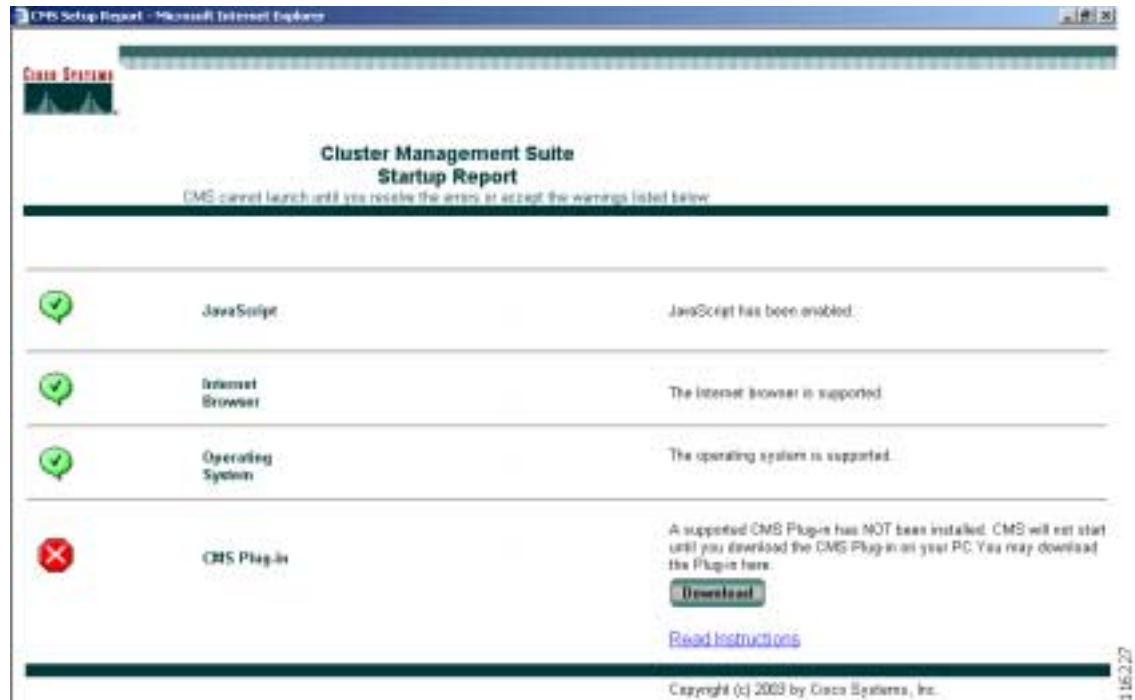 CMS Setup Report - Microsoft Internet Explorer
CISCO SYSTEMS
Cluster Management Suite
Startup Report
CMS cannot launch until you resolve the errors or accept the warnings listed below
JavaScript
JavaScript has been enabled.
Internet
Browser
The Internet browser is supported.
Operating
System
The operating system is supported.
CMS Plug-in
A supported CMS Plug-in has NOT been installed. CMS will not start
until you download the CMS Plug-in on your PC. You may download
the Plug-in here.
Download
Read Instructions
Copyright (c) 2003 by Cisco Systems, Inc.
116227